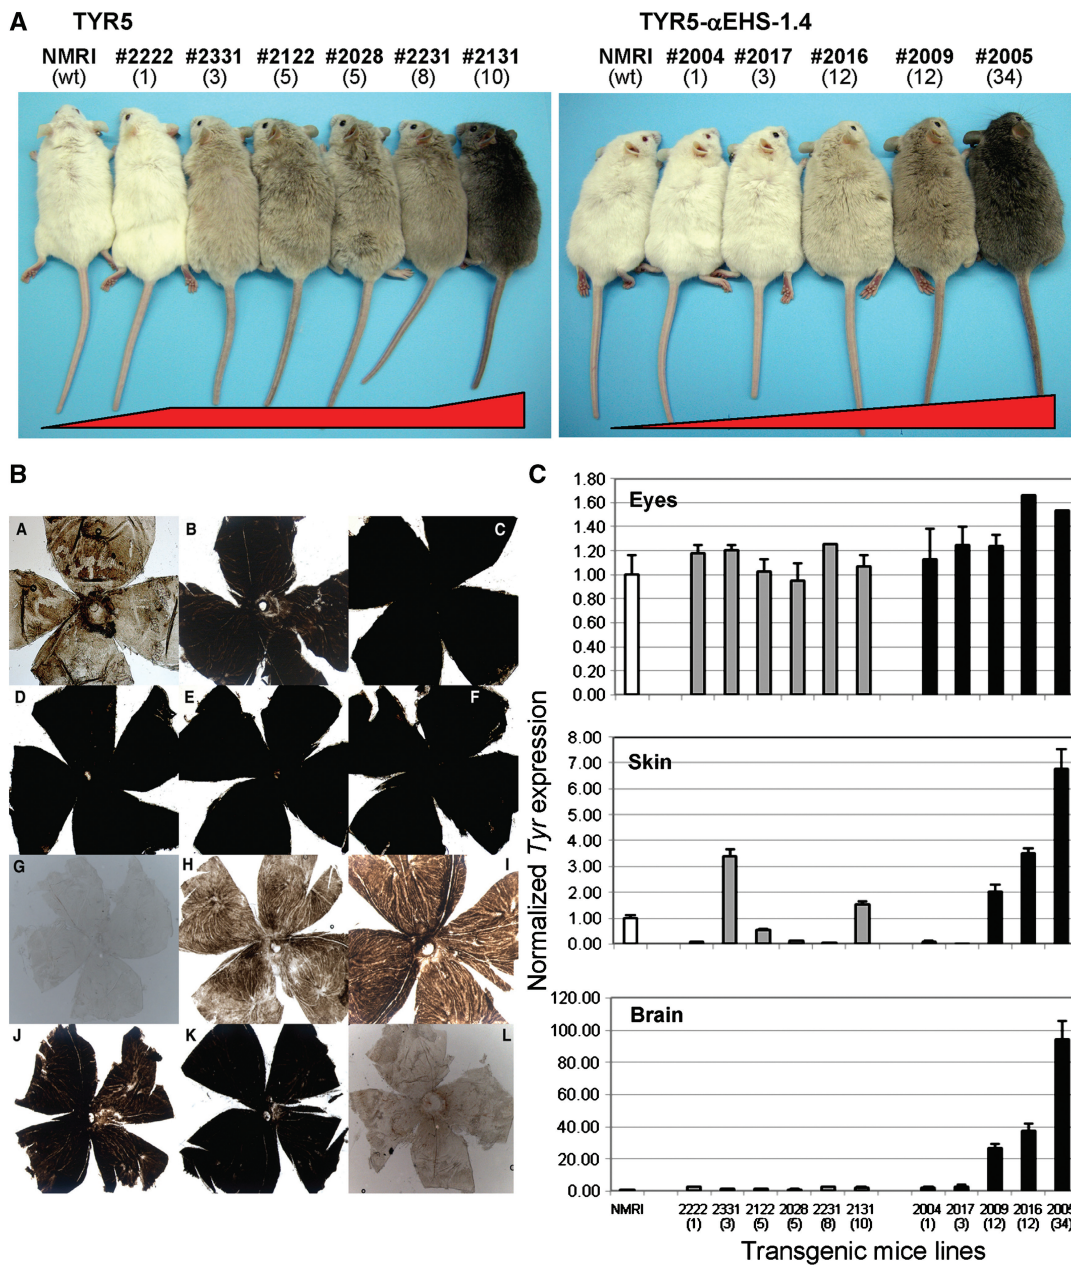 A
TYR5
NMRI #2222 #2331 #2122 #2028 #2231 #2131
(wt) (1) (3) (5) (5) (8) (10)
TYR5-αEHS-1.4
NMRI #2004 #2017 #2016 #2009 #2005
(wt) (1) (3) (12) (12) (34)
B
A B C
D E F
G H I
J K L
C
Normalized Tyr expression
Eyes
1.80
1.60
1.40
1.20
1.00
0.80
0.60
0.40
0.20
0.00
Skin
8.00
7.00
6.00
5.00
4.00
3.00
2.00
1.00
0.00
Brain
120.00
100.00
80.00
60.00
40.00
20.00
0.00
NMRI 2222 2331 2122 2028 2231 2131 2004 2017 2009 2016 2005
(1) (3) (5) (5) (8) (10) (1) (3) (12) (12) (34)
Transgenic mice lines